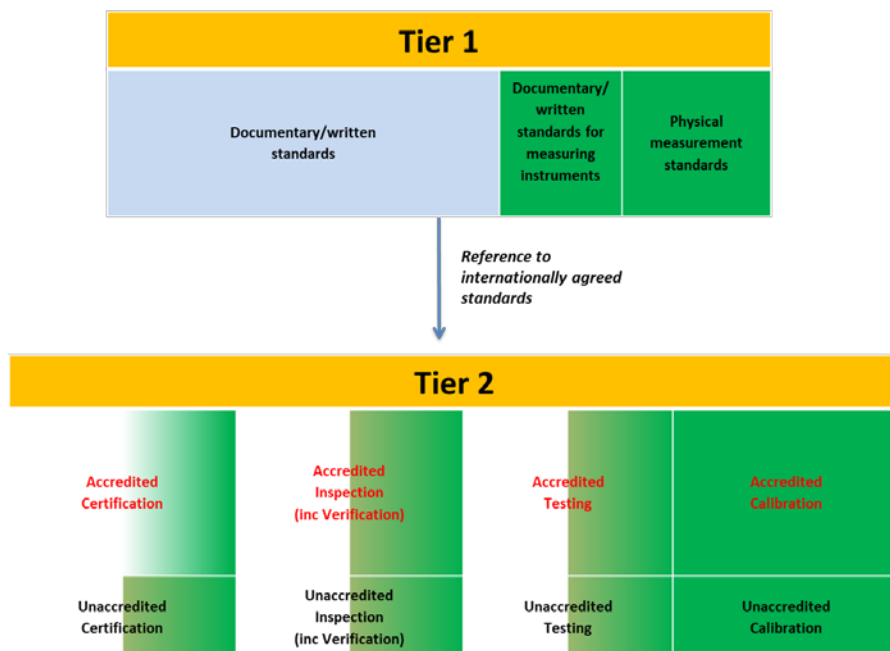 Tier 1
Documentary/written
standards
Documentary/
written
standards for
measuring
instruments
Physical
measurement
standards
Reference to
internationally agreed
standards
Tier 2
Accredited
Certification
Accredited
Inspection
(inc Verification)
Accredited
Testing
Accredited
Calibration
Unaccredited
Certification
Unaccredited
Inspection
(inc Verification)
Unaccredited
Testing
Unaccredited
Calibration